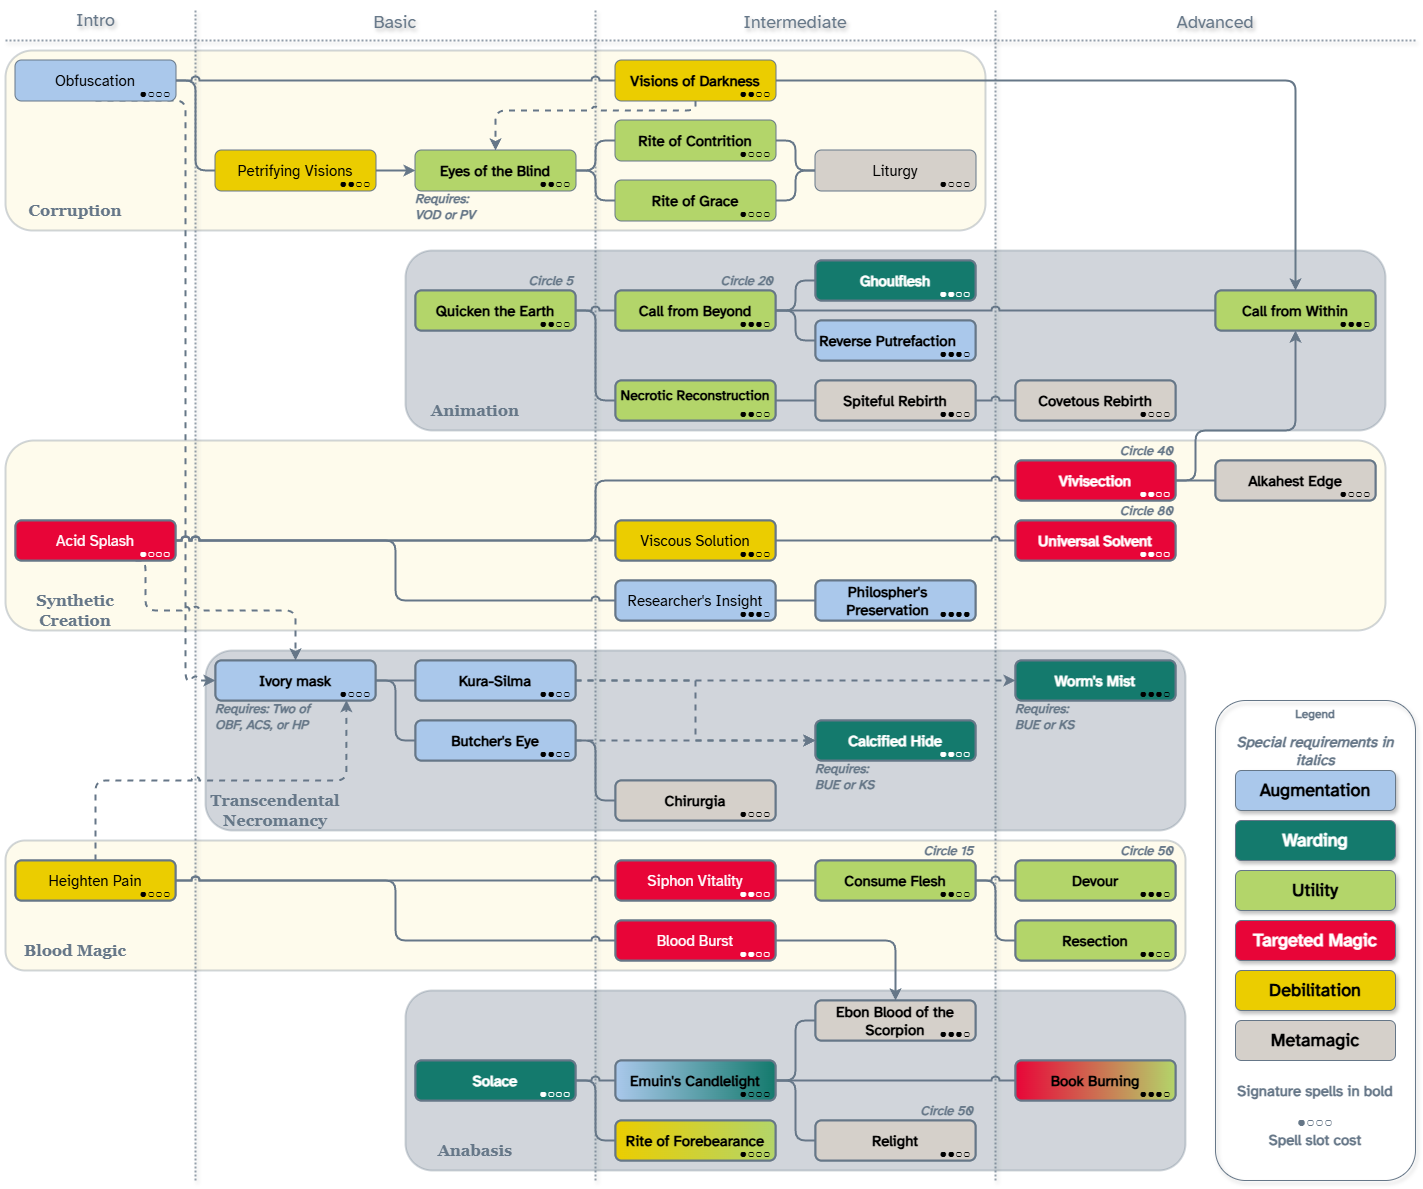 Intro
Basic
Intermediate
Advanced
Obfuscation
Visions of Darkness
Rite of Contrition
Petrifying Visions
Eyes of the Blind
Liturgy
Requires:
VOD or PV
Rite of Grace
Corruption
Circle 5
Circle 20
Ghoulflesh
Quicken the Earth
Call from Beyond
Call from Within
Reverse Putrefaction
Necrotic Reconstruction
Spiteful Rebirth
Covetous Rebirth
Animation
Circle 40
Vivisection
Alkahest Edge
Circle 80
Acid Splash
Viscous Solution
Universal Solvent
Researcher's Insight
Philospher's
Preservation
Synthetic
Creation
Ivory mask
Kura-Silma
Worm's Mist
Requires: Two of
OBF, ACS, or HP
Requires:
BUE or KS
Butcher's Eye
Calcified Hide
Requires:
BUE or KS
Chirurgia
Transcendental
Necromancy
Circle 15
Circle 50
Heighten Pain
Siphon Vitality
Consume Flesh
Devour
Blood Burst
Resection
Blood Magic
Ebon Blood of the
Scorpion
Solace
Emuin's Candlelight
Book Burning
Circle 50
Rite of Forebearance
Relight
Anabasis
Legend
Special requirements in
italics
Augmentation
Warding
Utility
Targeted Magic
Debilitation
Metamagic
Signature spells in bold
Spell slot cost